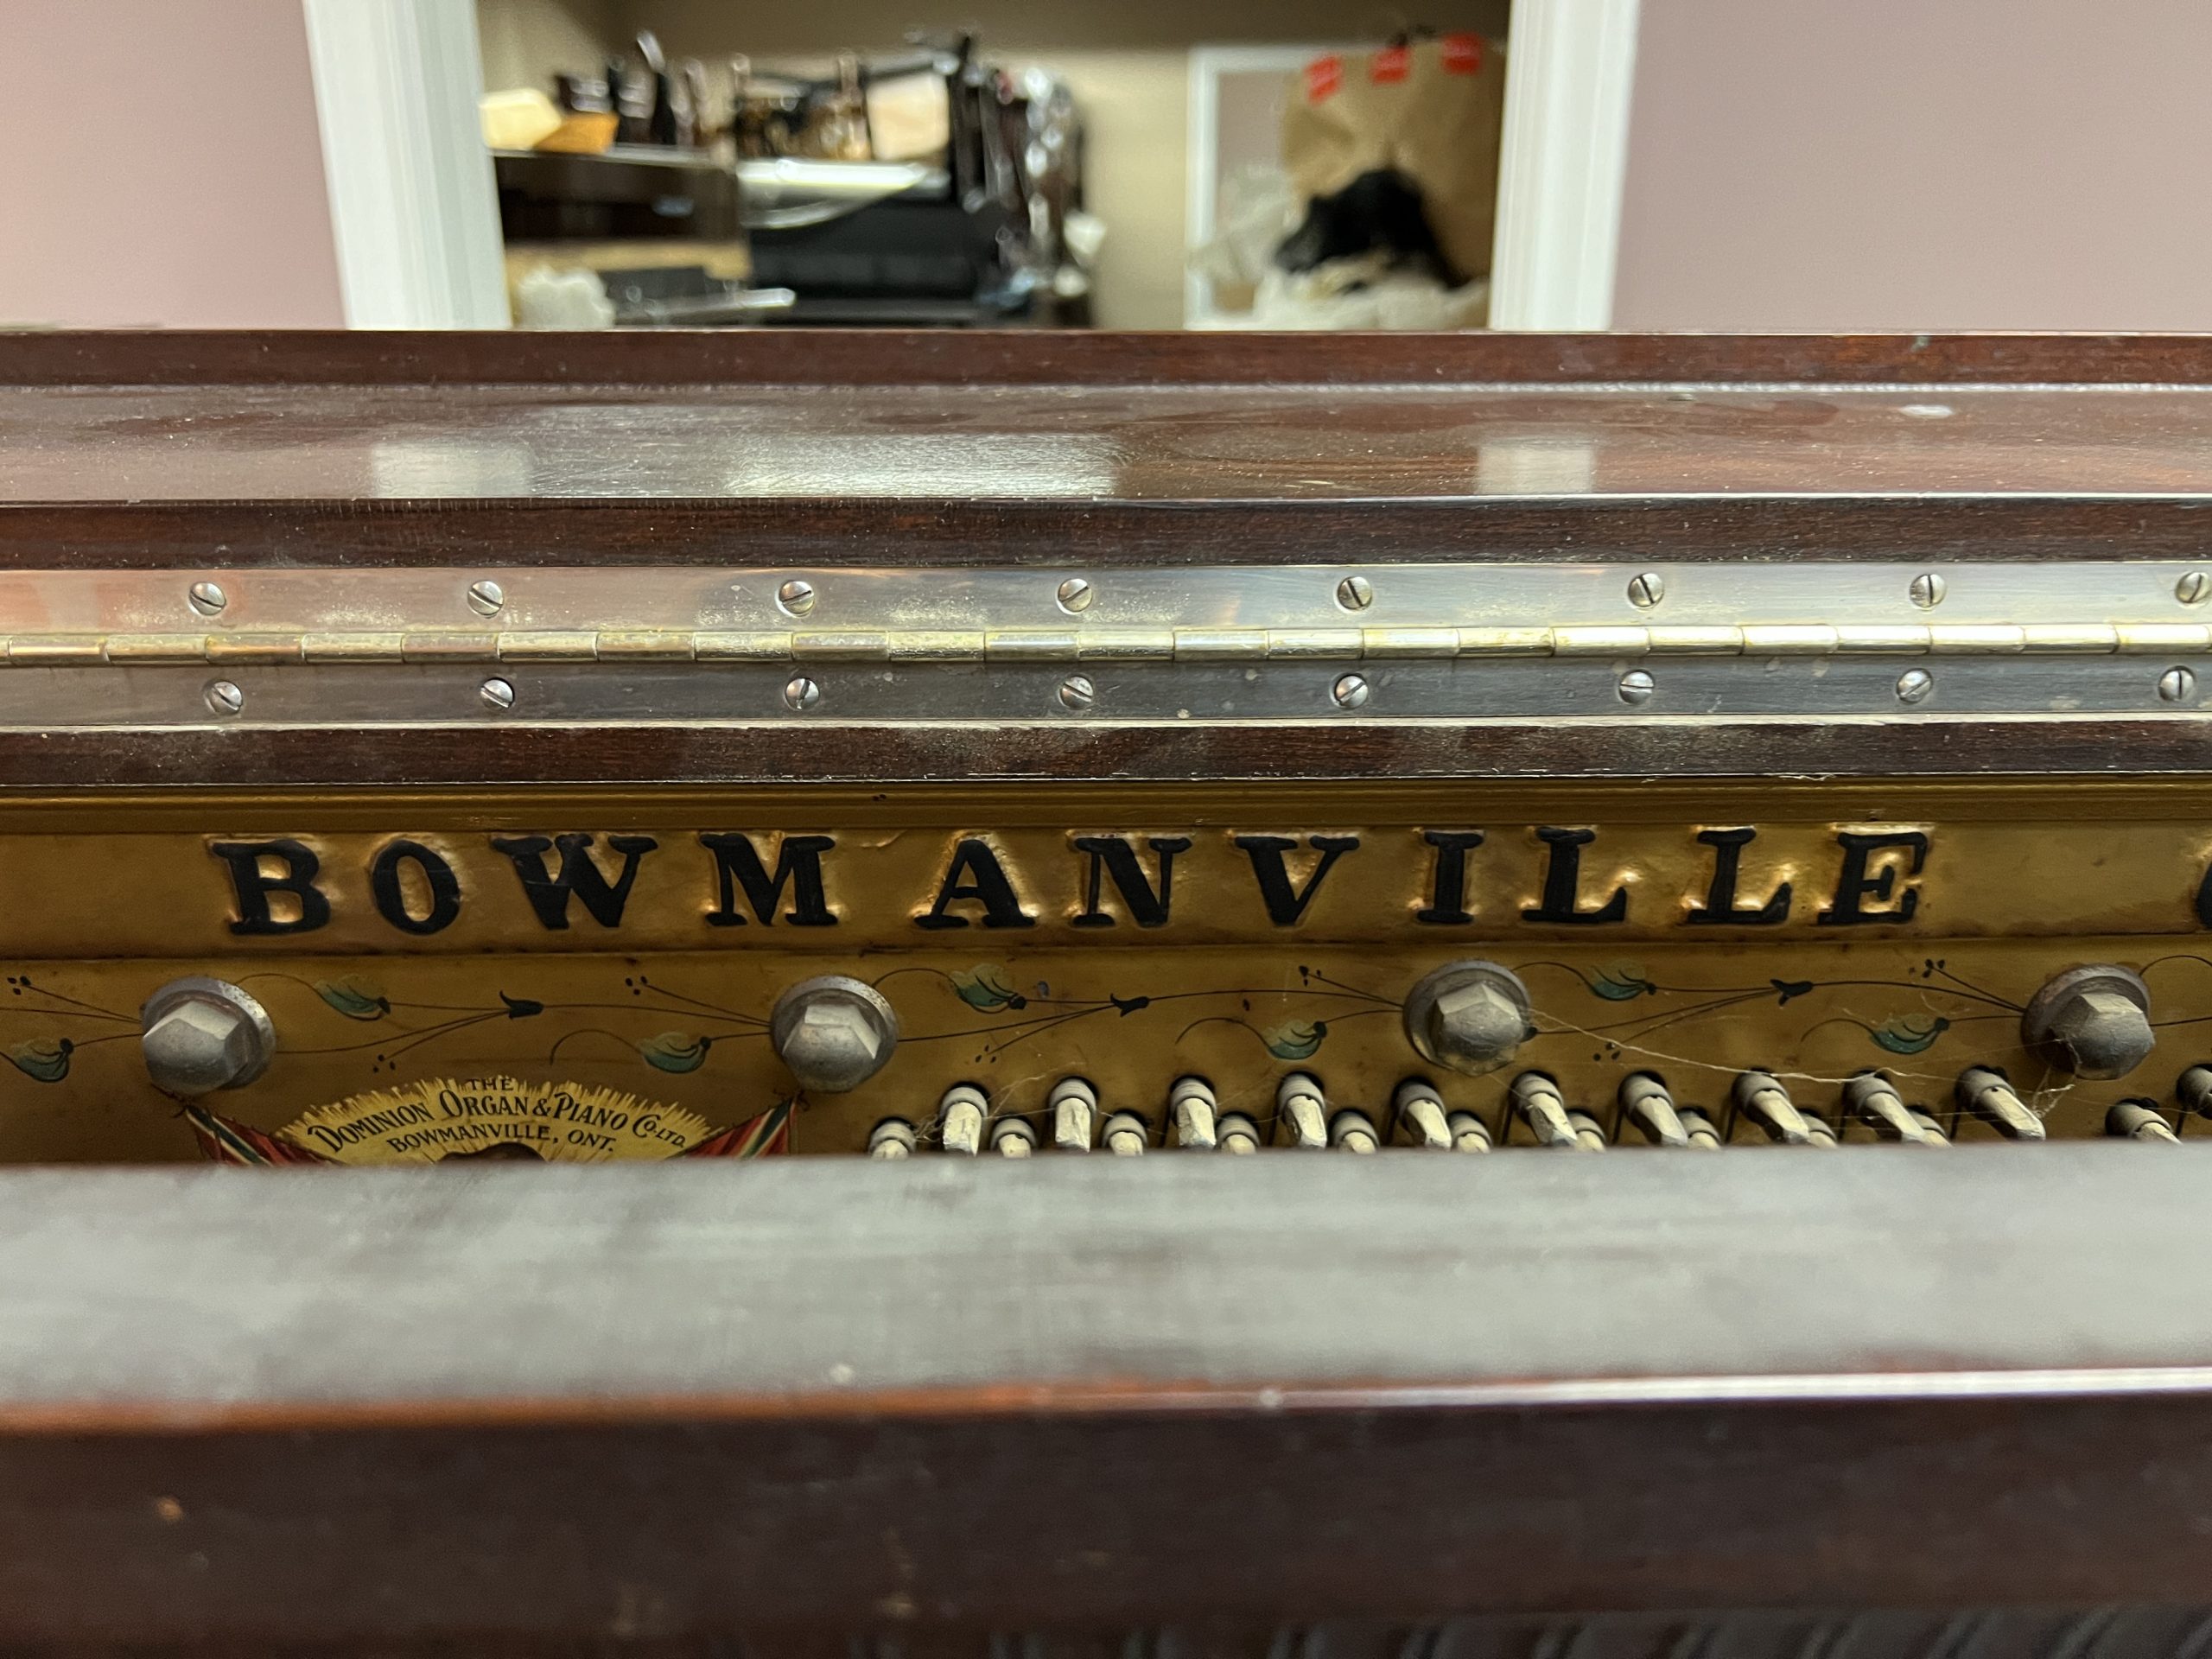 BOWMANVILLE
THE
DOMINION ORGAN & PIANO CO. LTD.
BOWMANVILLE, ONT.